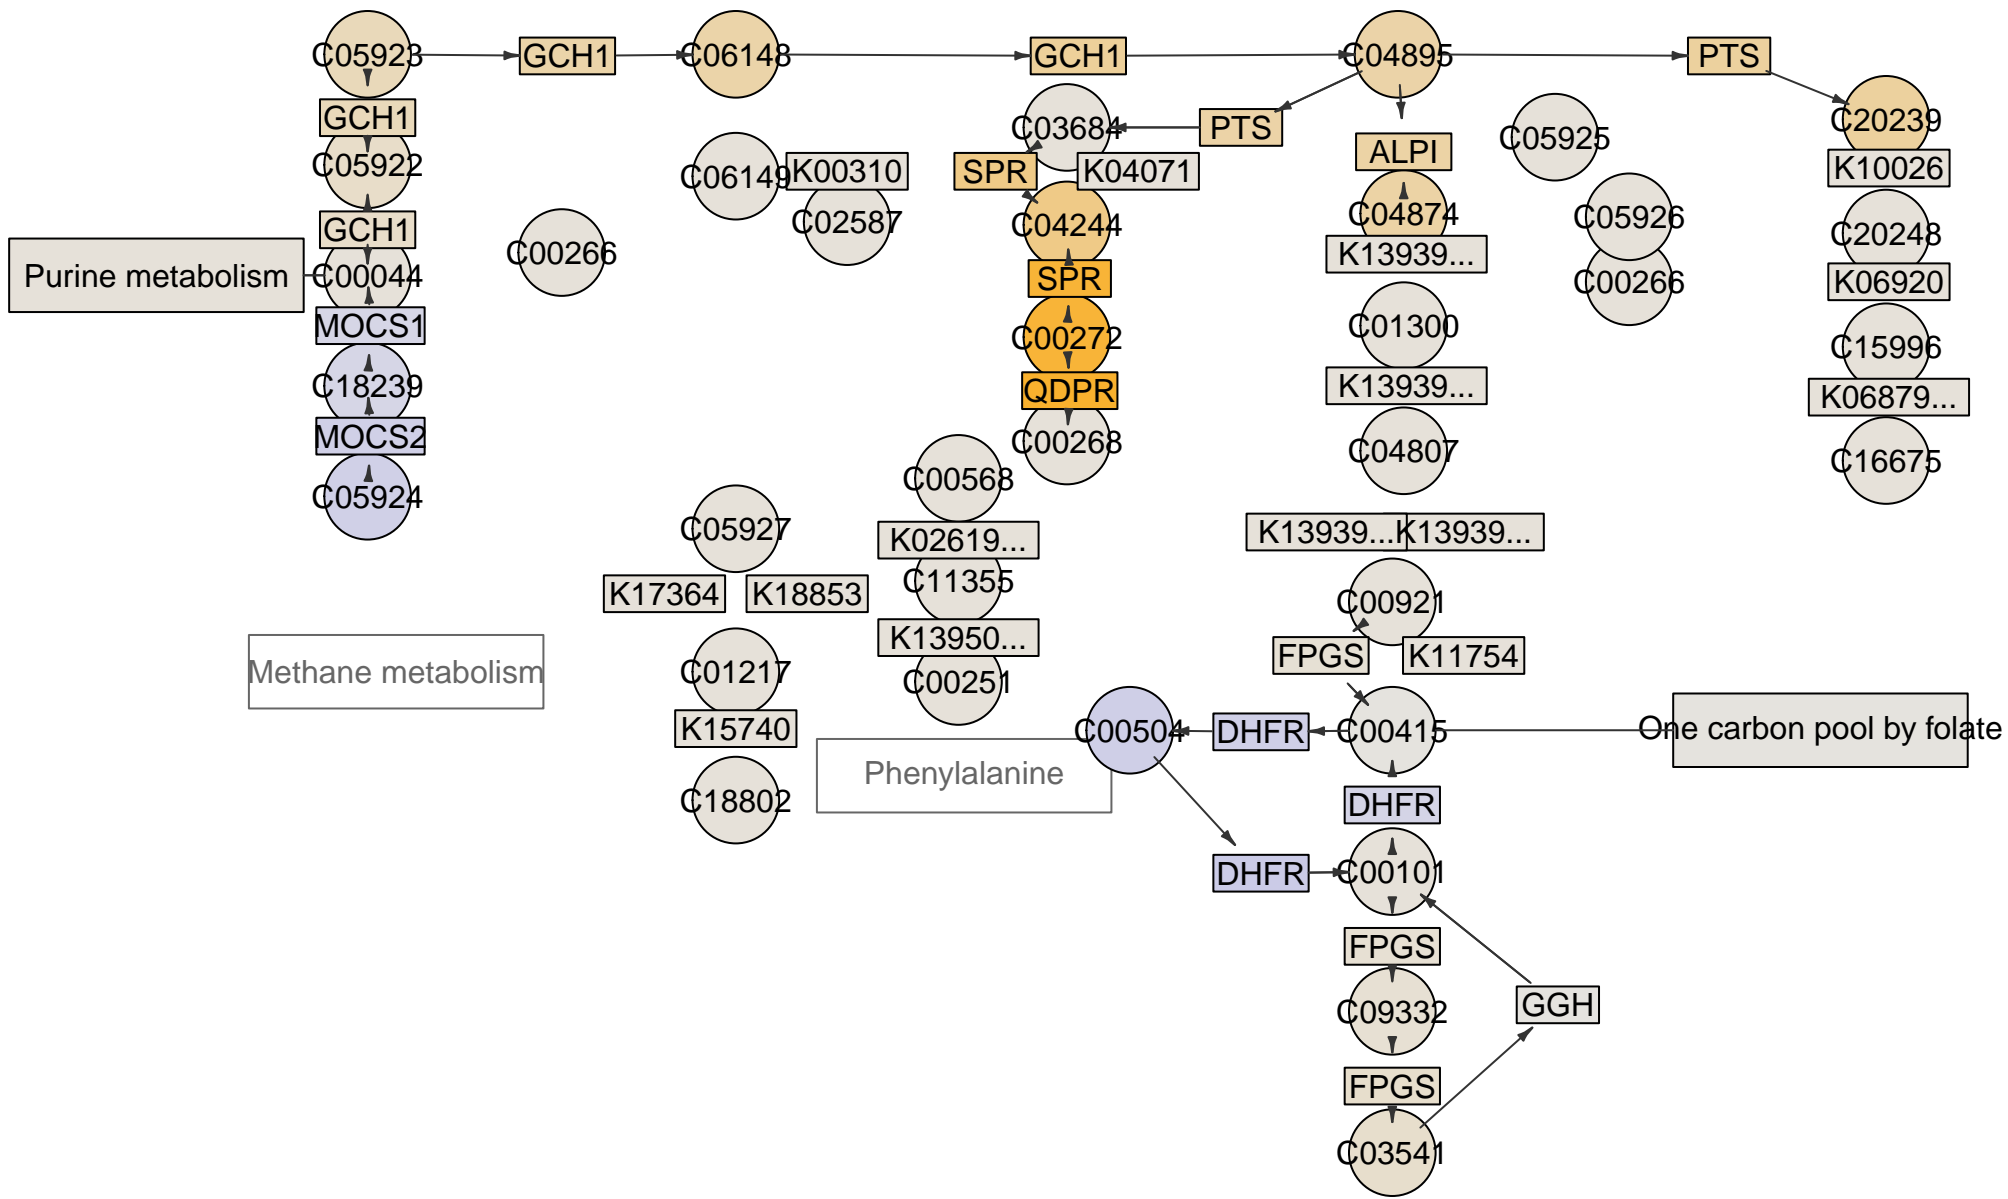 C05923
GCH1
C06148
GCH1
C04895
PTS
GCH1
C03684
PTS
C20239
C05922
C06149
K00310
SPR
K04071
ALPI
C05925
K10026
GCH1
C02587
C04244
C04874
C05926
C20248
Purine metabolism
C00044
C00266
SPR
K13939...
C00266
K06920
MOCS1
C00272
C01300
C15996
C18239
QDPR
K13939...
K06879...
MOCS2
C00268
C04807
C16675
C05924
C00568
C05927
K02619...
K13939...
K13939...
K17364
K18853
C11355
C00921
K13950...
FPGS
K11754
Methane metabolism
C01217
C00251
K15740
C00504
DHFR
C00415
One carbon pool by folate
Phenylalanine
C18802
DHFR
DHFR
C00101
FPGS
C09332
GGH
FPGS
C03541